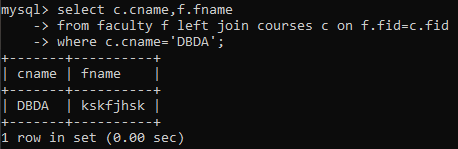 mysql> select c.cname,f.fname
    -> from faculty f left join courses c on f.fid=c.fid
    -> where c.cname='DBDA';
+-------+----------+
| cname | fname    |
+-------+----------+
| DBDA  | kskfjhsk |
+-------+----------+
1 row in set (0.00 sec)